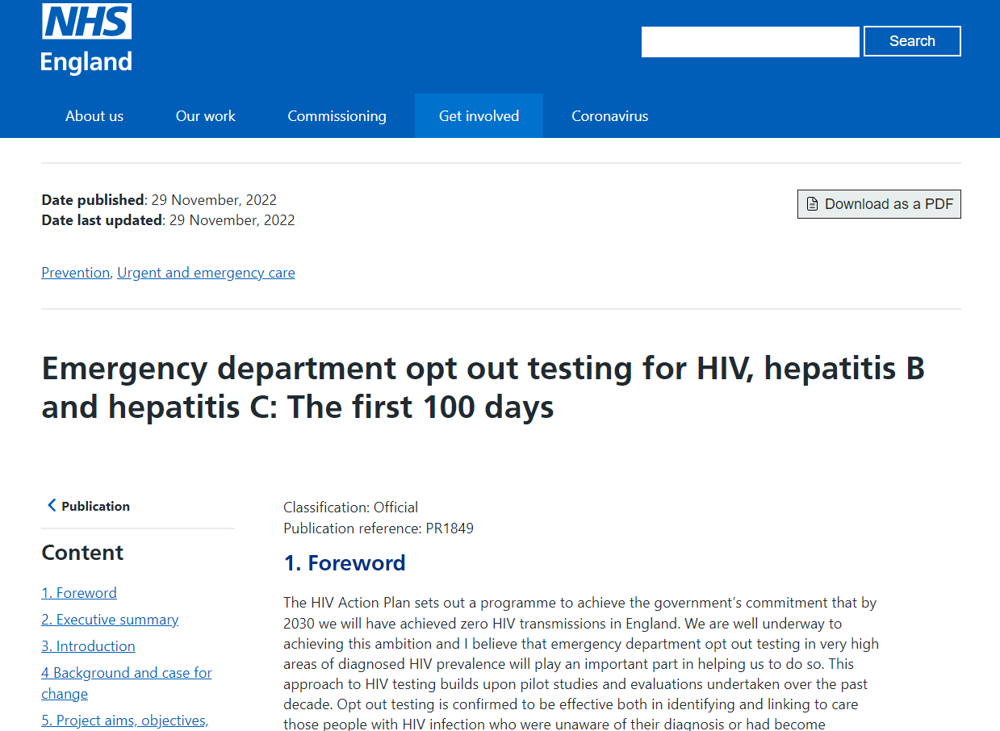 NHS
England
Search
About us
Our work
Commissioning
Get involved
Coronavirus
Date published: 29 November, 2022
Date last updated: 29 November, 2022
Download as a PDF
Prevention, Urgent and emergency care
Emergency department opt out testing for HIV, hepatitis B
and hepatitis C: The first 100 days
Publication
Content
1. Foreword
2. Executive summary
3. Introduction
4 Background and case for
change
5. Project aims, objectives,
Classification: Official
Publication reference: PR1849
1. Foreword
The HIV Action Plan sets out a programme to achieve the government’s commitment that by
2030 we will have achieved zero HIV transmissions in England. We are well underway to
achieving this ambition and I believe that emergency department opt out testing in very high
areas of diagnosed HIV prevalence will play an important part in helping us to do so. This
approach to HIV testing builds upon pilot studies and evaluations undertaken over the past
decade. Opt out testing is confirmed to be effective both in identifying and linking to care
those people with HIV infection who were unaware of their diagnosis or had become